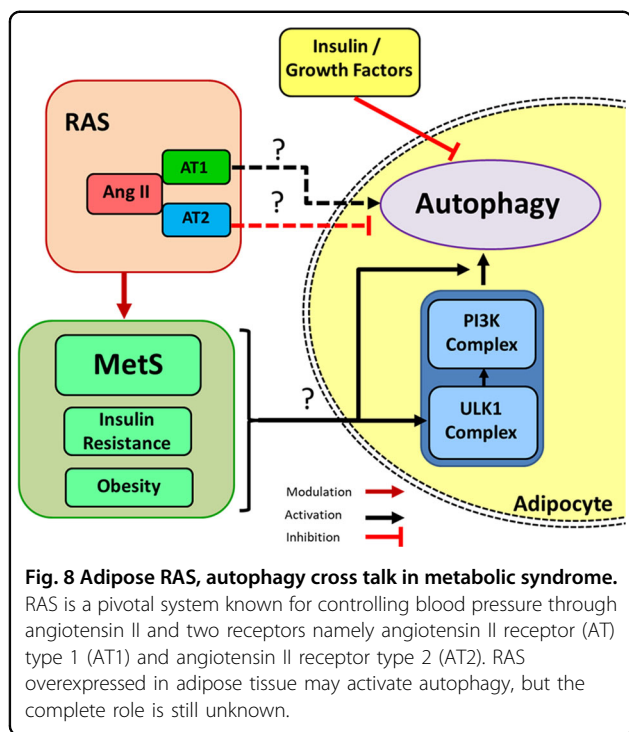 Insulin /
Growth Factors
RAS
AT1
Ang II
AT2
?
?
Autophagy
MetS
Insulin
Resistance
Obesity
?
PI3K
Complex
ULK1
Complex
Adipocyte
Modulation
Activation
Inhibition
Fig. 8 Adipose RAS, autophagy cross talk in metabolic syndrome.
RAS is a pivotal system known for controlling blood pressure through
angiotensin II and two receptors namely angiotensin II receptor (AT)
type 1 (AT1) and angiotensin II receptor type 2 (AT2). RAS
overexpressed in adipose tissue may activate autophagy, but the
complete role is still unknown.